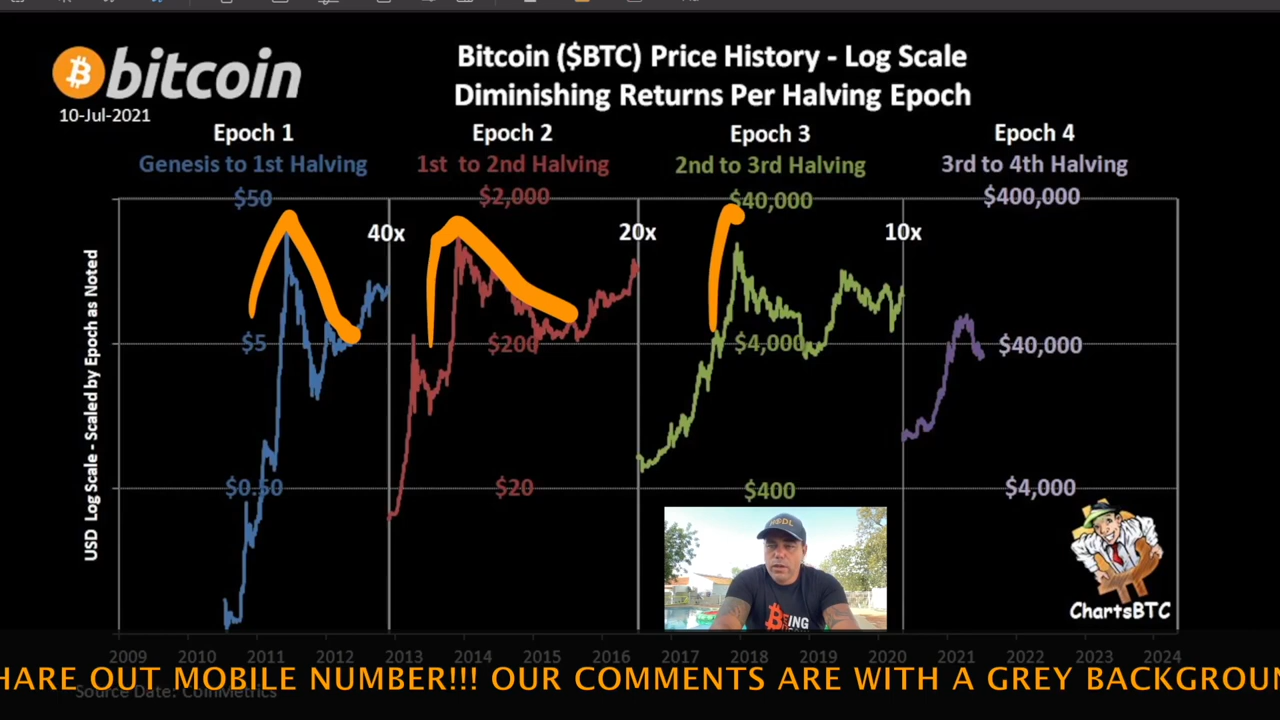 bitcoin
10-Jul-2021
Bitcoin ($BTC) Price History - Log Scale
Diminishing Returns Per Halving Epoch
Epoch 1 Epoch 2 Epoch 3 Epoch 4
Genesis to 1st Halving 1st to 2nd Halving 2nd to 3rd Halving 3rd to 4th Halving
$50 $2,000 $40,000 $400,000
40x 20x 10x
$5 $200 $4,000 $40,000
$0.50 $20 $400 $4,000
USD Log Scale - Scaled by Epoch as Noted
HODL
BEING
ChartsBTC
2009 2010 2011 2012 2013 2014 2015 2016 2017 2018 2019 2020 2021 2022 2023 2024
HARE OUT MOBILE NUMBER!!! OUR COMMENTS ARE WITH A GREY BACKGROUN
Source Data: CoinMetrics